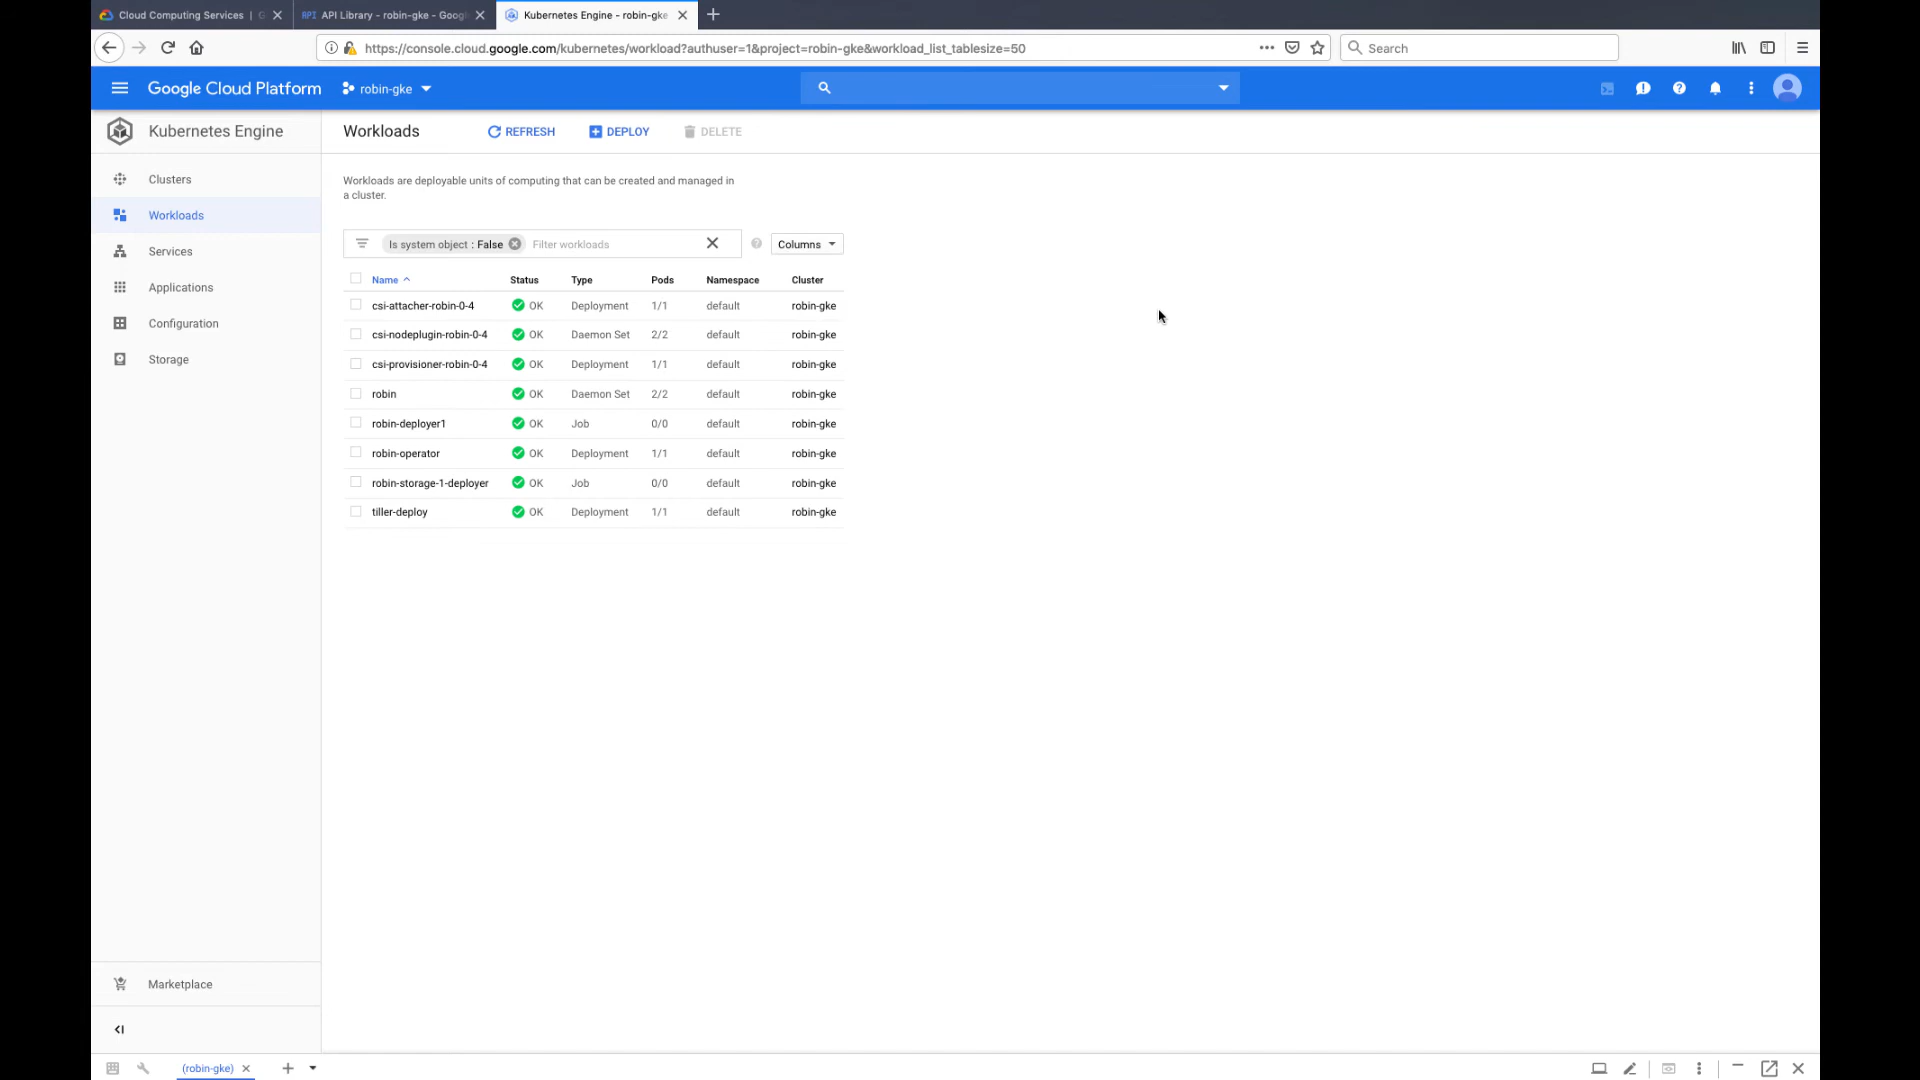 Cloud Computing Services | G
API API Library - robin-gke - Googl
Kubernetes Engine - robin-gke
https://console.cloud.google.com/kubernetes/workload?authuser=1&project=robin-gke&workload_list_tablesize=50
Search
Google Cloud Platform
robin-gke
Kubernetes Engine
Workloads
REFRESH
DEPLOY
DELETE
Clusters
Workloads
Services
Applications
Configuration
Storage
Workloads are deployable units of computing that can be created and managed in
a cluster.
Is system object : False Filter workloads
Columns
Name Status Type Pods Namespace Cluster
csi-attacher-robin-0-4 OK Deployment 1/1 default robin-gke
csi-nodeplugin-robin-0-4 OK Daemon Set 2/2 default robin-gke
csi-provisioner-robin-0-4 OK Deployment 1/1 default robin-gke
robin OK Daemon Set 2/2 default robin-gke
robin-deployer1 OK Job 0/0 default robin-gke
robin-operator OK Deployment 1/1 default robin-gke
robin-storage-1-deployer OK Job 0/0 default robin-gke
tiller-deploy OK Deployment 1/1 default robin-gke
Marketplace
(robin-gke)